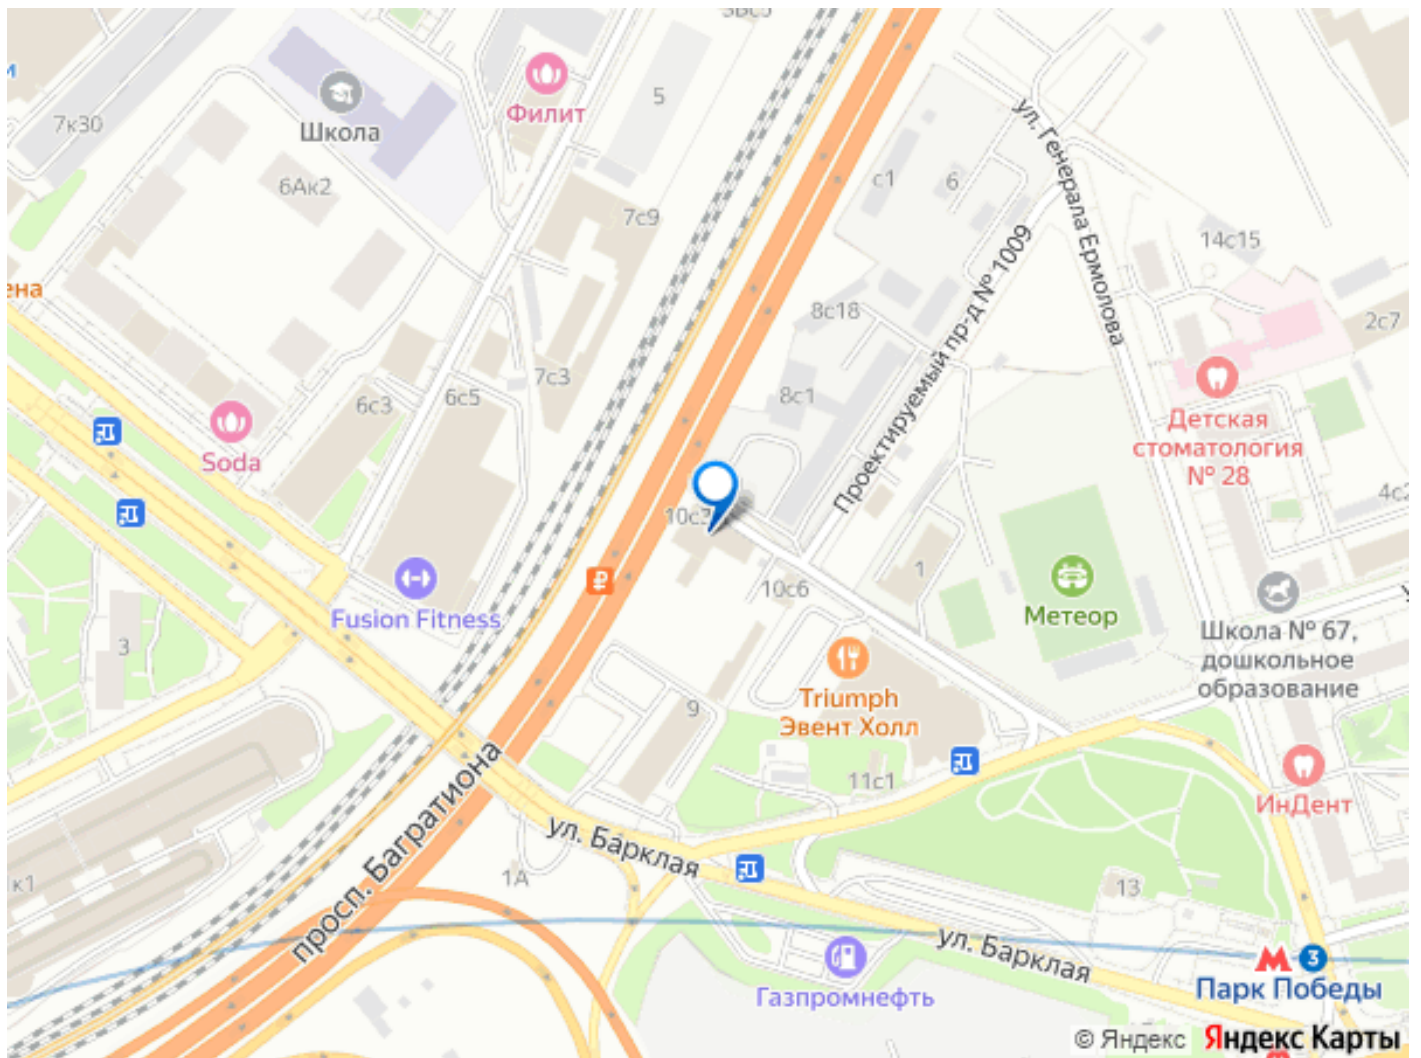 7к30
Школа
6Ак2
Филит
5
7с9
с1
6
ул. Генерала Ермолова
14с15
2с7
ена
8с18
Проектируемый пр-д № 1009
7с3
6с3
6с5
8с1
Soda
Детская
стоматология
№ 28
4с2
10с3
Fusion Fitness
3
10с6
1
Метеор
Школа № 67,
дошкольное
образование
Triumph
Эвент Холл
9
11с1
ИнДент
просп. Багратиона
ул. Барклая
1А
к1
13
ул. Барклая
3
Парк Победы
Газпромнефть
© Яндекс Яндекс Карты